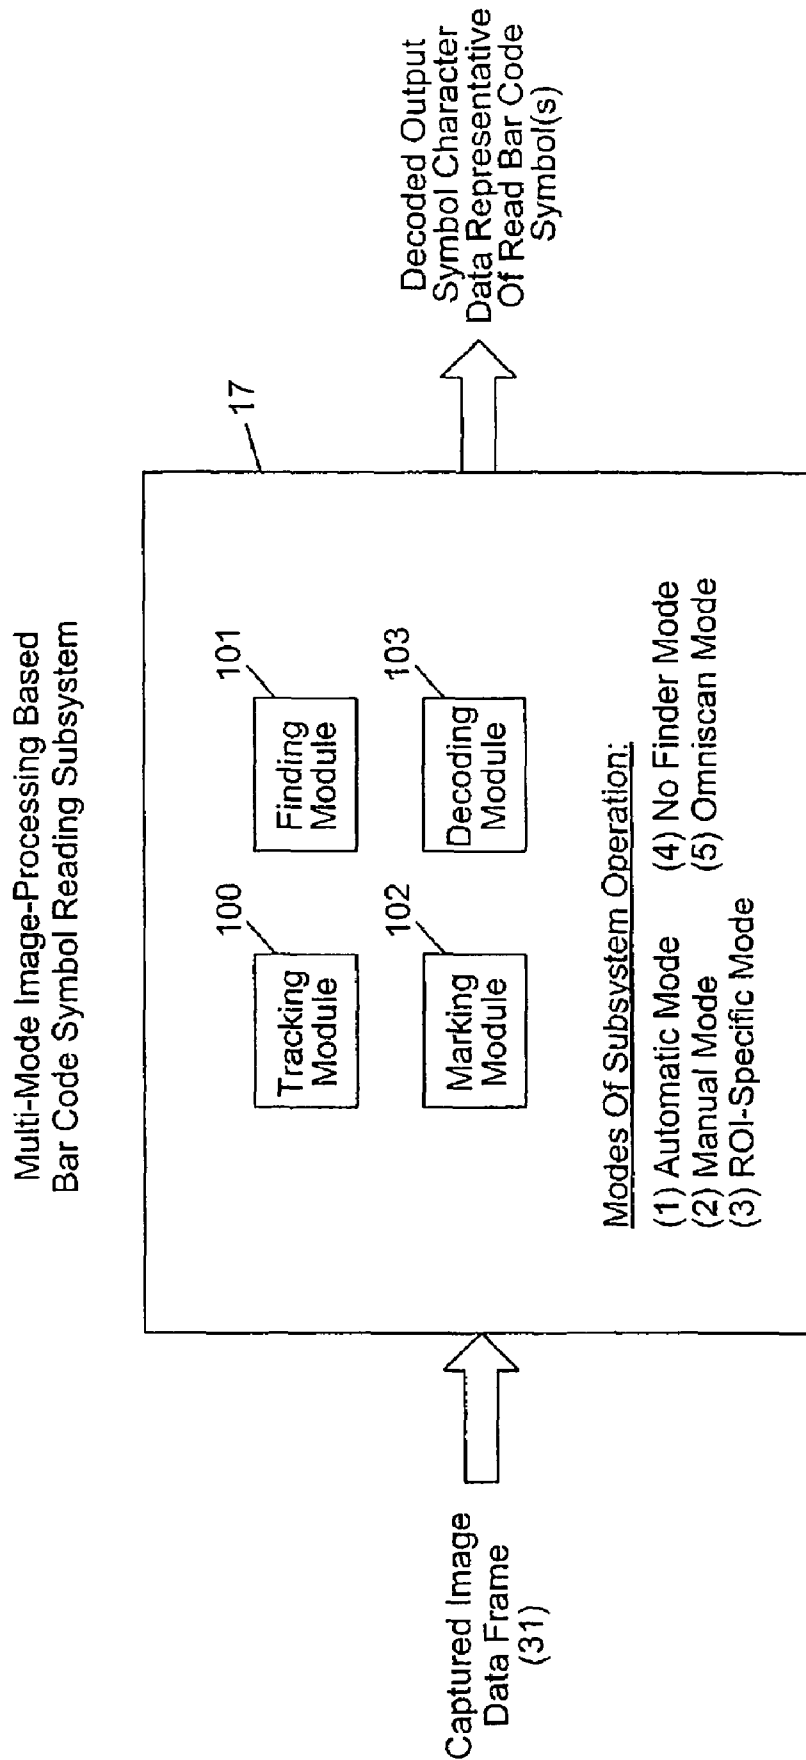 Multi-Mode Image-Processing Based
Bar Code Symbol Reading Subsystem
17
Captured Image
Data Frame
(31)
100
Tracking
Module
101
Finding
Module
102
Marking
Module
103
Decoding
Module
Modes Of Subsystem Operation:
(1) Automatic Mode
(2) Manual Mode
(3) ROI-Specific Mode
(4) No Finder Mode
(5) Omniscan Mode
Decoded Output
Symbol Character
Data Representative
Of Read Bar Code
Symbol(s)